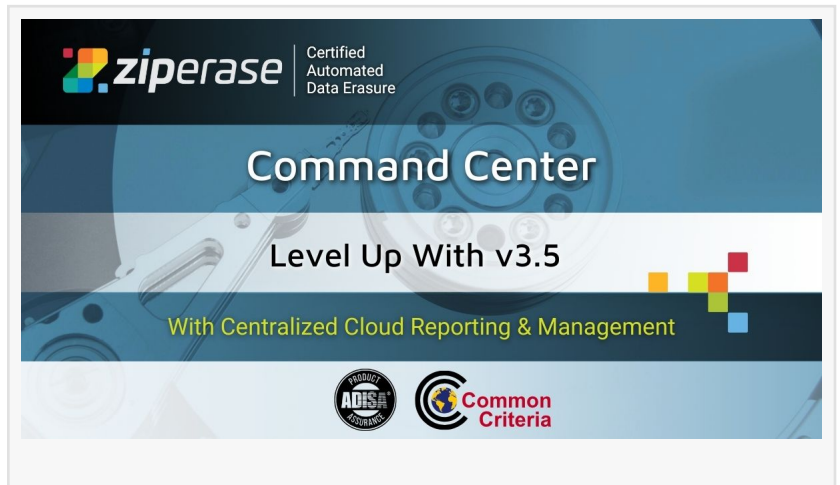 ziperase
Certified
Automated
Data Erasure
Command Center
Level Up With v3.5
With Centralized Cloud Reporting & Management
PRODUCT
ADISA®
ASSURANCE
Common
Criteria